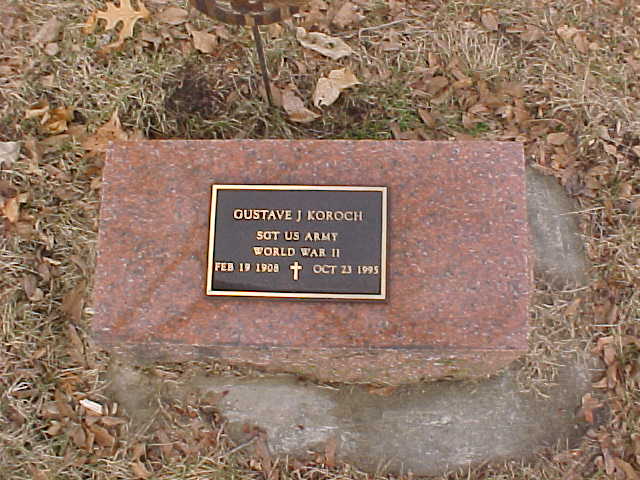 GUSTAVE J KOROCH
SGT US ARMY
WORLD WAR II
FEB 19 1908 OCT 23 1995